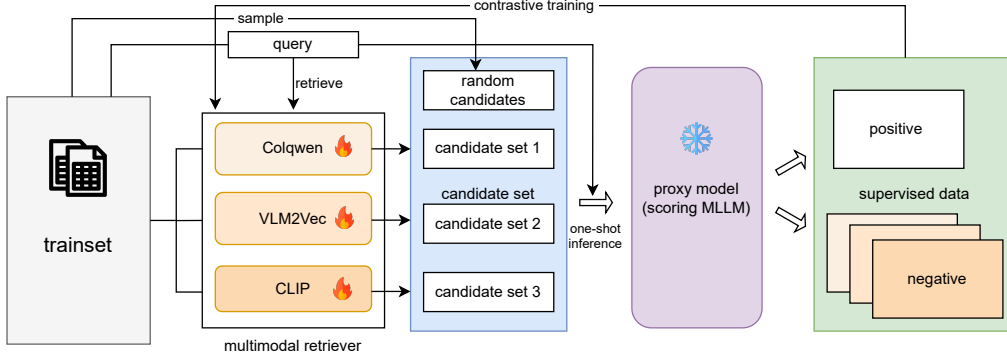 contrastive training
sample
query
retrieve
random
candidates
Colqwen
candidate set 1
positive
trainset
VLM2Vec
candidate set
candidate set 2
one-shot
inference
proxy model
(scoring MLLM)
supervised data
CLIP
candidate set 3
negative
multimodal retriever